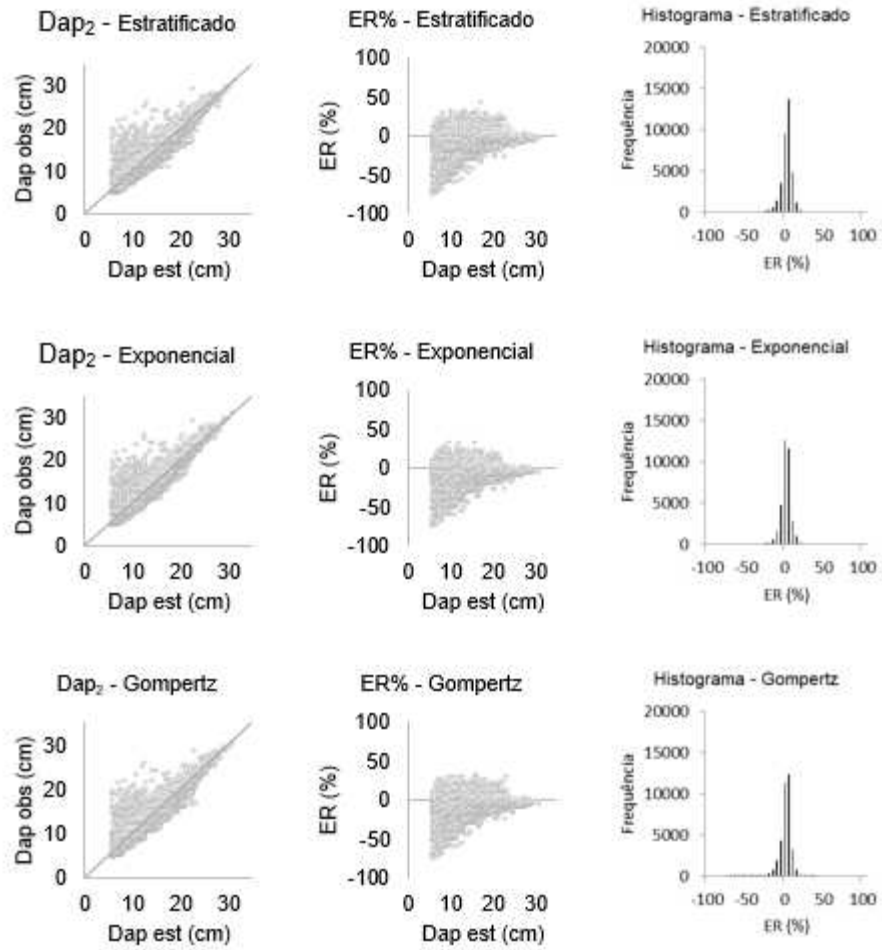 Dap₂ - Estratificado
Dap obs (cm)
30
20
10
0
0 10 20 30
Dap est (cm)
ER% - Estratificado
ER (%)
100
50
0
-50
-100
0 10 20 30
Dap est (cm)
Histograma - Estratificado
Frequência
20000
15000
10000
5000
0
-100 -50 0 50 100
ER (%)
Dap₂ - Exponencial
Dap obs (cm)
30
20
10
0
0 10 20 30
Dap est (cm)
ER% - Exponencial
ER (%)
100
50
0
-50
-100
0 10 20 30
Dap est (cm)
Histograma - Exponencial
Frequência
20000
15000
10000
5000
0
-100 -50 0 50 100
ER (%)
Dap₂ - Gompertz
Dap obs (cm)
30
20
10
0
0 10 20 30
Dap est (cm)
ER% - Gompertz
ER (%)
100
50
0
-50
-100
0 10 20 30
Dap est (cm)
Histograma - Gompertz
Frequência
20000
15000
10000
5000
0
-100 -50 0 50 100
ER (%)